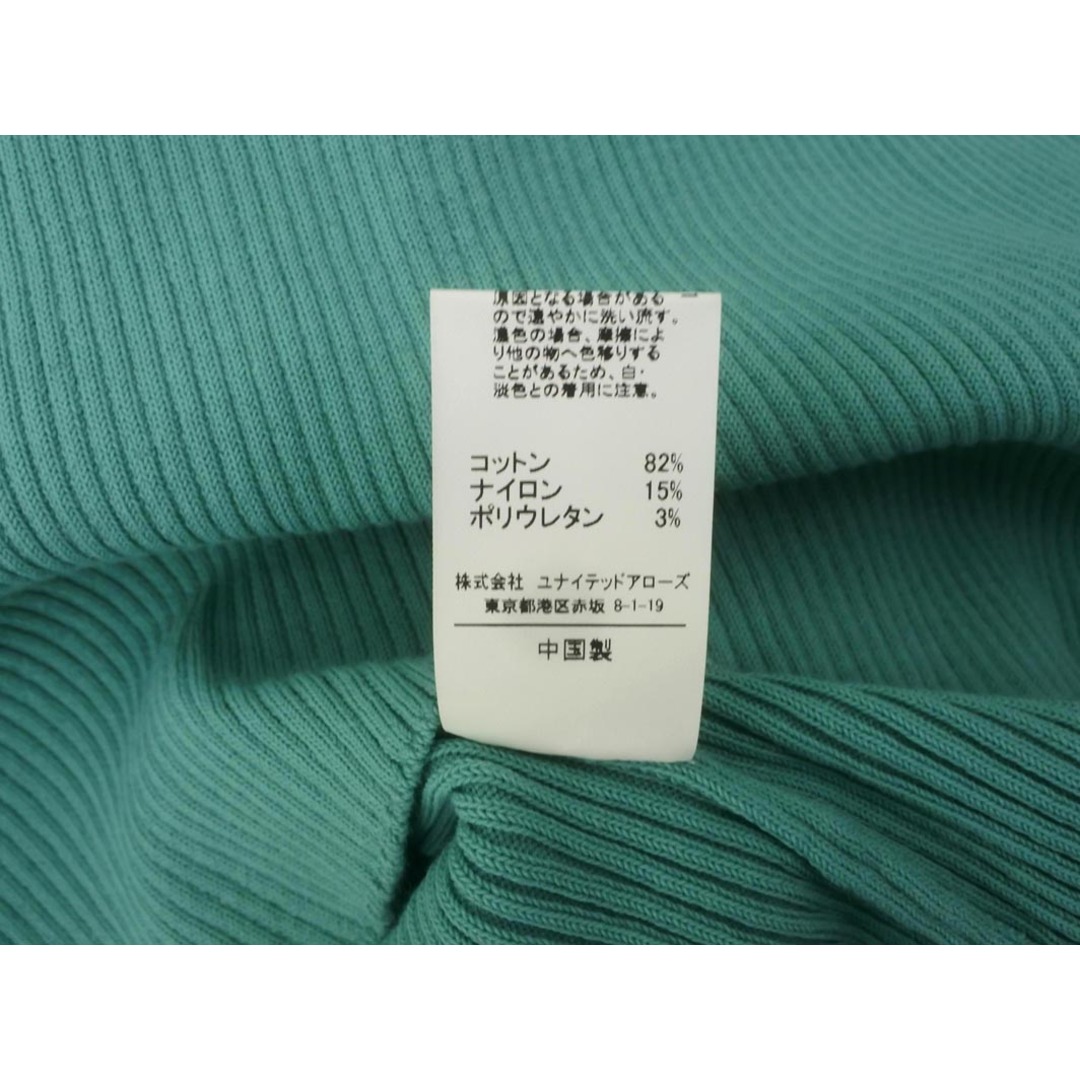 原因となる場合がある
ので速やかに洗い流す。
濃色の場合、摩擦によ
り他の物へ色移りする
ことがあるため、白・
淡色との着用に注意。
コットン 82%
ナイロン 15%
ポリウレタン 3%
株式会社 ユナイテッドアローズ
東京都港区赤坂 8-1-19
中国製